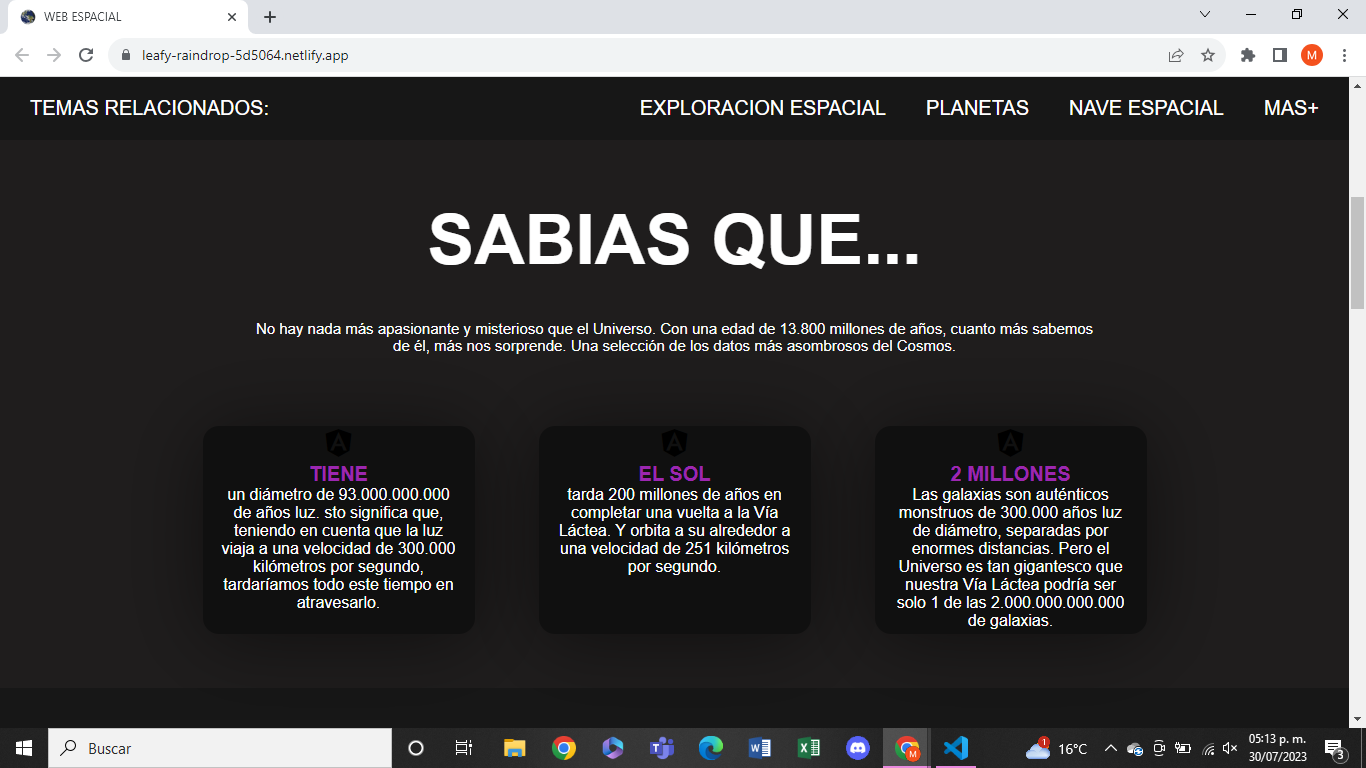 WEB ESPACIAL
leafy-raindrop-5d5064.netlify.app
M
TEMAS RELACIONADOS:
EXPLORACION ESPACIAL
PLANETAS
NAVE ESPACIAL
MAS+
SABIAS QUE...
No hay nada más apasionante y misterioso que el Universo. Con una edad de 13.800 millones de años, cuanto más sabemos
de él, más nos sorprende. Una selección de los datos más asombrosos del Cosmos.
TIENE
un diámetro de 93.000.000.000
de años luz. sto significa que,
teniendo en cuenta que la luz
viaja a una velocidad de 300.000
kilómetros por segundo,
tardaríamos todo este tiempo en
atravesarlo.
EL SOL
tarda 200 millones de años en
completar una vuelta a la Vía
Láctea. Y orbita a su alrededor a
una velocidad de 251 kilómetros
por segundo.
2 MILLONES
Las galaxias son auténticos
monstruos de 300.000 años luz
de diámetro, separadas por
enormes distancias. Pero el
Universo es tan gigantesco que
nuestra Vía Láctea podría ser
solo 1 de las 2.000.000.000.000
de galaxias.
Buscar
1
16°C
05:13 p. m.
30/07/2023
3